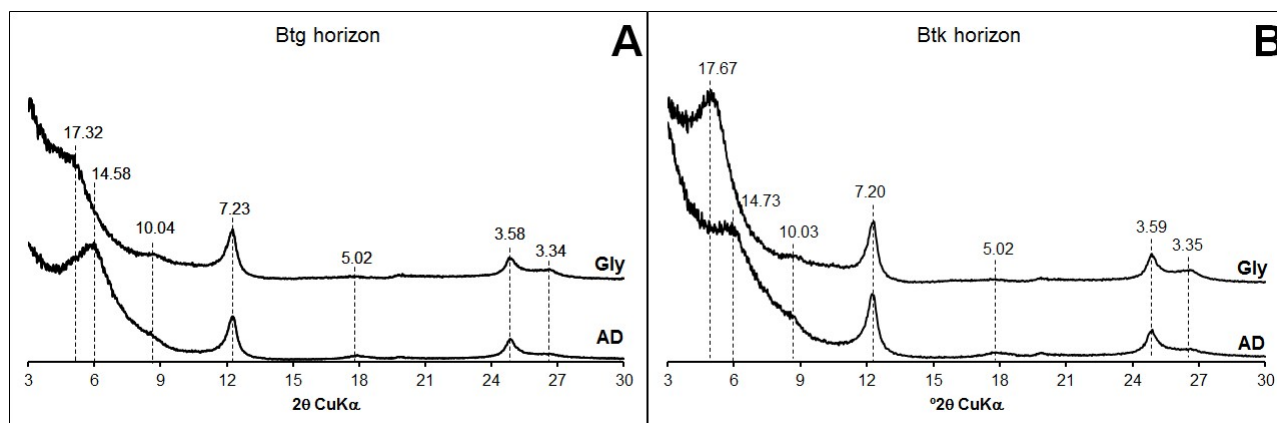 Btg horizon
A
17.32
14.58
10.04
7.23
5.02
3.58
3.34
Gly
AD
3 6 9 12 15 18 21 24 27 30
2θ CuKα
Btk horizon
B
17.67
14.73
10.03
7.20
5.02
3.59
3.35
Gly
AD
3 6 9 12 15 18 21 24 27 30
º2θ CuKα